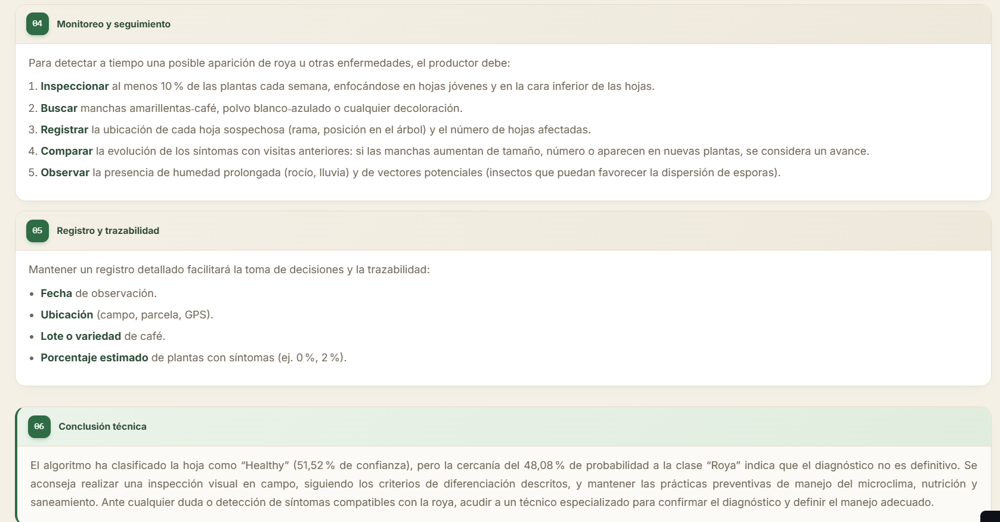 04 Monitoreo y seguimiento
Para detectar a tiempo una posible aparición de roya u otras enfermedades, el productor debe:
1. Inspeccionar al menos 10 % de las plantas cada semana, enfocándose en hojas jóvenes y en la cara inferior de las hojas.
2. Buscar manchas amarillentas-café, polvo blanco-azulado o cualquier decoloración.
3. Registrar la ubicación de cada hoja sospechosa (rama, posición en el árbol) y el número de hojas afectadas.
4. Comparar la evolución de los síntomas con visitas anteriores: si las manchas aumentan de tamaño, número o aparecen en nuevas plantas, se considera un avance.
5. Observar la presencia de humedad prolongada (rocío, lluvia) y de vectores potenciales (insectos que puedan favorecer la dispersión de esporas).
05 Registro y trazabilidad
Mantener un registro detallado facilitará la toma de decisiones y la trazabilidad:
• Fecha de observación.
• Ubicación (campo, parcela, GPS).
• Lote o variedad de café.
• Porcentaje estimado de plantas con síntomas (ej. 0 %, 2 %).
06 Conclusión técnica
El algoritmo ha clasificado la hoja como “Healthy” (51,52 % de confianza), pero la cercanía del 48,08 % de probabilidad a la clase “Roya” indica que el diagnóstico no es definitivo. Se
aconseja realizar una inspección visual en campo, siguiendo los criterios de diferenciación descritos, y mantener las prácticas preventivas de manejo del microclima, nutrición y
saneamiento. Ante cualquier duda o detección de síntomas compatibles con la roya, acudir a un técnico especializado para confirmar el diagnóstico y definir el manejo adecuado.